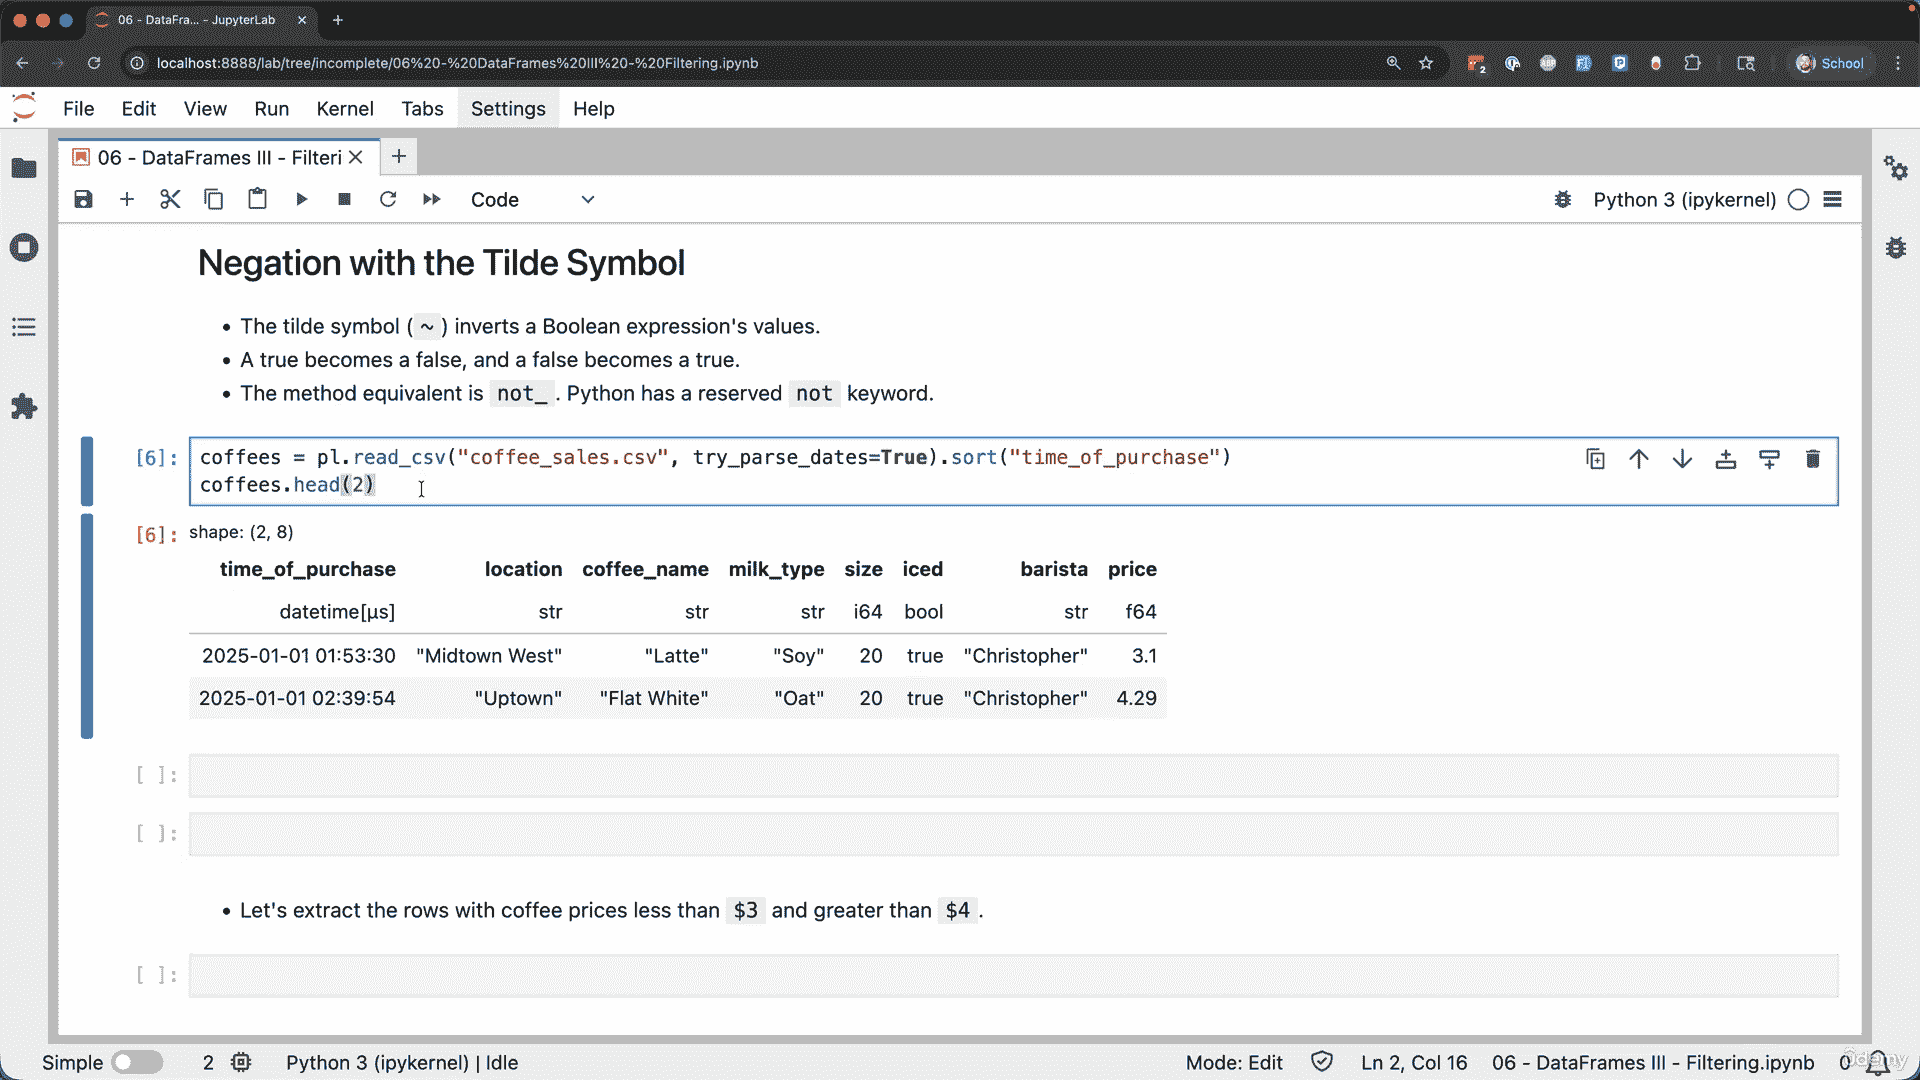 06 - DataFra... - JupyterLab
localhost:8888/lab/tree/incomplete/06%20-%20DataFrames%20III%20-%20Filtering.ipynb
2
ABP
School
File Edit View Run Kernel Tabs Settings Help
06 - DataFrames III - Filteri
Code
Python 3 (ipykernel)
Negation with the Tilde Symbol
• The tilde symbol ( ~ ) inverts a Boolean expression's values.
• A true becomes a false, and a false becomes a true.
• The method equivalent is not_ . Python has a reserved not keyword.
[6]: coffees = pl.read_csv("coffee_sales.csv", try_parse_dates=True).sort("time_of_purchase")
coffees.head(2)
[6]: shape: (2, 8)
time_of_purchase location coffee_name milk_type size iced barista price
datetime[μs] str str str i64 bool str f64
2025-01-01 01:53:30 "Midtown West" "Latte" "Soy" 20 true "Christopher" 3.1
2025-01-01 02:39:54 "Uptown" "Flat White" "Oat" 20 true "Christopher" 4.29
[ ]:
[ ]:
• Let's extract the rows with coffee prices less than $3 and greater than $4 .
[ ]:
Simple 2 Python 3 (ipykernel) | Idle Mode: Edit Ln 2, Col 16 06 - DataFrames III - Filtering.ipynb 0
ûdemy